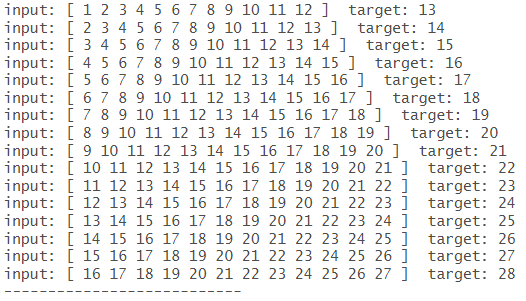 input: [ 1 2 3 4 5 6 7 8 9 10 11 12 ]  target: 13
input: [ 2 3 4 5 6 7 8 9 10 11 12 13 ]  target: 14
input: [ 3 4 5 6 7 8 9 10 11 12 13 14 ]  target: 15
input: [ 4 5 6 7 8 9 10 11 12 13 14 15 ]  target: 16
input: [ 5 6 7 8 9 10 11 12 13 14 15 16 ]  target: 17
input: [ 6 7 8 9 10 11 12 13 14 15 16 17 ]  target: 18
input: [ 7 8 9 10 11 12 13 14 15 16 17 18 ]  target: 19
input: [ 8 9 10 11 12 13 14 15 16 17 18 19 ]  target: 20
input: [ 9 10 11 12 13 14 15 16 17 18 19 20 ]  target: 21
input: [ 10 11 12 13 14 15 16 17 18 19 20 21 ]  target: 22
input: [ 11 12 13 14 15 16 17 18 19 20 21 22 ]  target: 23
input: [ 12 13 14 15 16 17 18 19 20 21 22 23 ]  target: 24
input: [ 13 14 15 16 17 18 19 20 21 22 23 24 ]  target: 25
input: [ 14 15 16 17 18 19 20 21 22 23 24 25 ]  target: 26
input: [ 15 16 17 18 19 20 21 22 23 24 25 26 ]  target: 27
input: [ 16 17 18 19 20 21 22 23 24 25 26 27 ]  target: 28
---------------------------